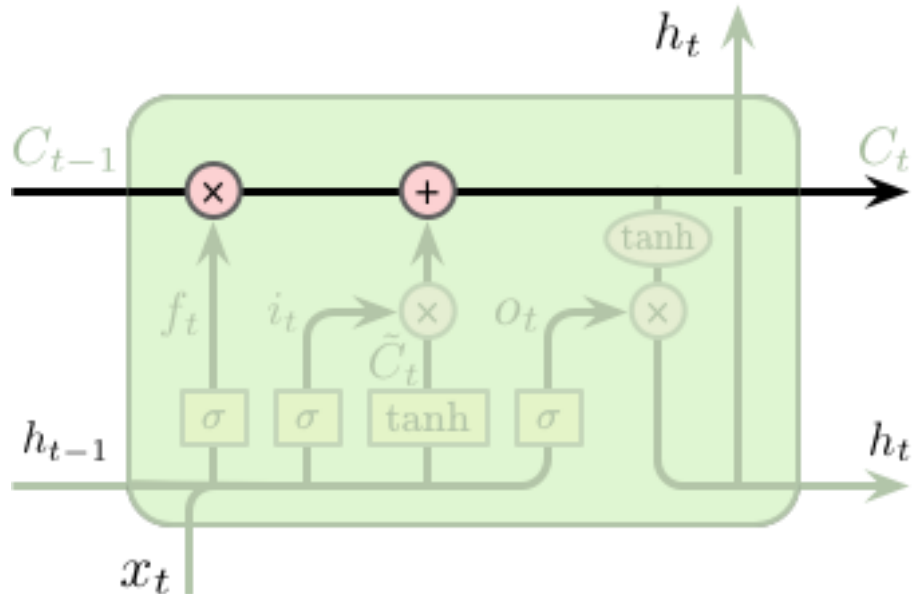 h_t
C_{t-1}
C_t
×
+
tanh
f_t
i_t
×
o_t
×
C̃_t
σ
σ
tanh
σ
h_{t-1}
h_t
x_t